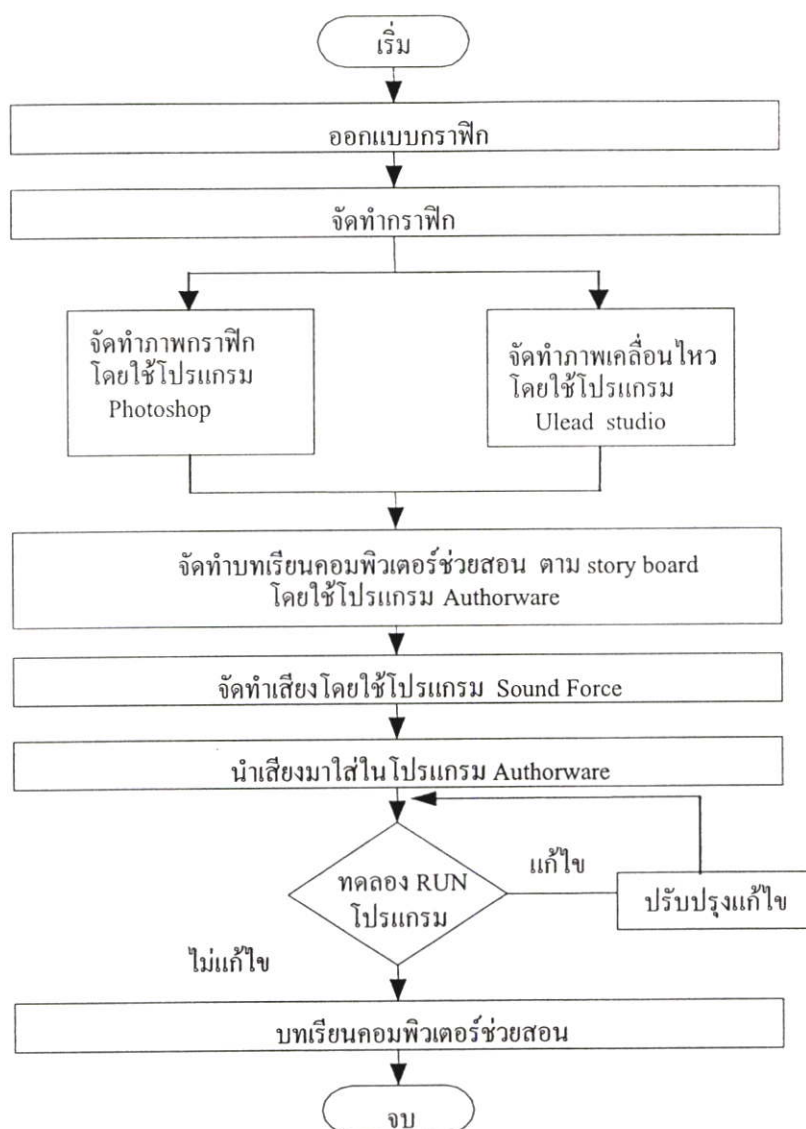 เริ่ม
ออกแบบกราฟิก
จัดทำกราฟิก
จัดทำภาพกราฟิก
โดยใช้โปรแกรม
Photoshop
จัดทำภาพเคลื่อนไหว
โดยใช้โปรแกรม
Ulead studio
จัดทำบทเรียนคอมพิวเตอร์ช่วยสอน ตาม story board
โดยใช้โปรแกรม Authorware
จัดทำเสียงโดยใช้โปรแกรม Sound Force
นำเสียงมาใส่ในโปรแกรม Authorware
ทดลอง RUN
โปรแกรม
แก้ไข
ปรับปรุงแก้ไข
ไม่แก้ไข
บทเรียนคอมพิวเตอร์ช่วยสอน
จบ